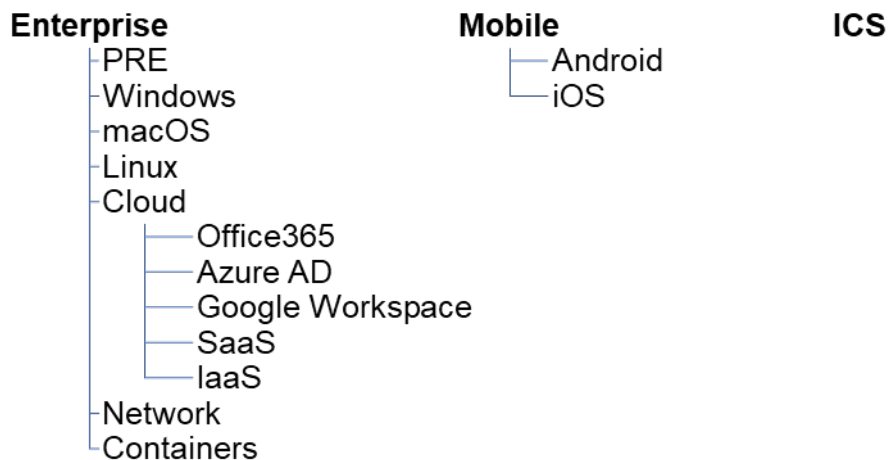 Enterprise
PRE
Windows
macOS
Linux
Cloud
Office365
Azure AD
Google Workspace
SaaS
IaaS
Network
Containers
Mobile
Android
iOS
ICS